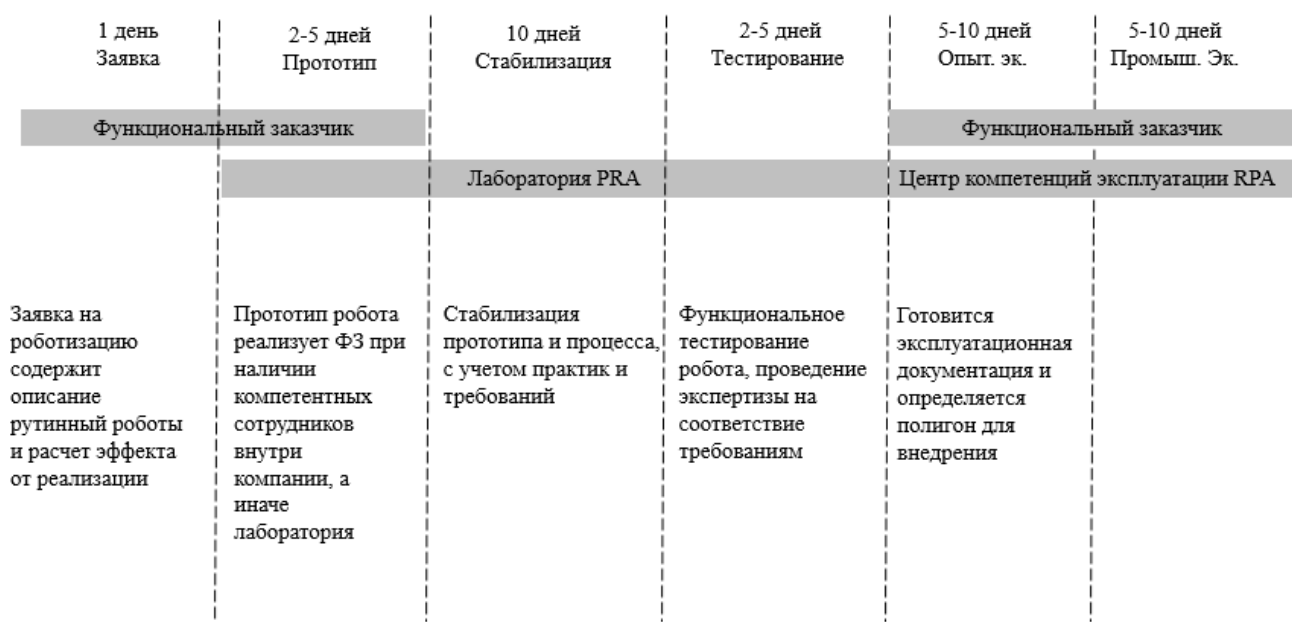 1 день
Заявка
2-5 дней
Прототип
10 дней
Стабилизация
2-5 дней
Тестирование
5-10 дней
Опыт. эк.
5-10 дней
Промыш. Эк.
Функциональный заказчик
Функциональный заказчик
Лаборатория PRA
Центр компетенций эксплуатации RPA
Заявка на
роботизацию
содержит
описание
рутинный роботы
и расчет эффекта
от реализации
Прототип робота
реализует ФЗ при
наличии
компетентных
сотрудников
внутри
компании, а
иначе
лаборатория
Стабилизация
прототипа и процесса,
с учетом практик и
требований
Функциональное
тестирование
робота, проведение
экспертизы на
соответствие
требованиям
Готовится
эксплуатационная
документация и
определяется
полигон для
внедрения